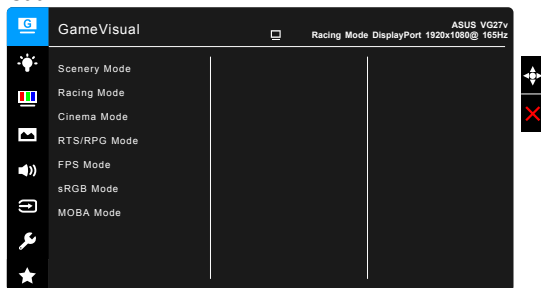 G
GameVisual
ASUS VG27v
Racing Mode DisplayPort 1920x1080@ 165Hz
Scenery Mode
Racing Mode
Cinema Mode
RTS/RPG Mode
FPS Mode
sRGB Mode
MOBA Mode